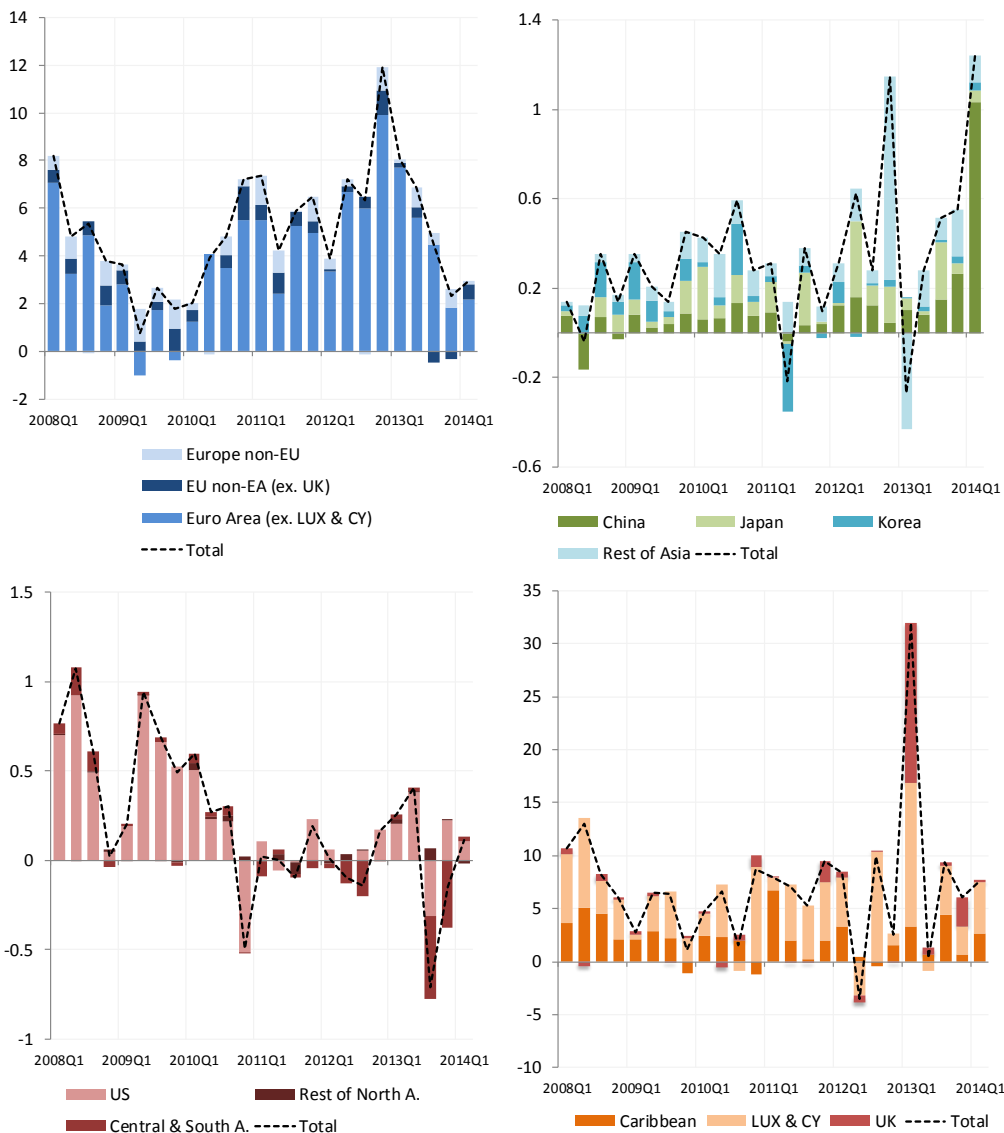 14
12
10
8
6
4
2
0
-2
2008Q1 2009Q1 2010Q1 2011Q1 2012Q1 2013Q1 2014Q1
Europe non-EU
EU non-EA (ex. UK)
Euro Area (ex. LUX & CY)
Total
1.4
1
0.6
0.2
-0.2
-0.6
2008Q1 2009Q1 2010Q1 2011Q1 2012Q1 2013Q1 2014Q1
China Japan Korea
Rest of Asia Total
1.5
1
0.5
0
-0.5
-1
2008Q1 2009Q1 2010Q1 2011Q1 2012Q1 2013Q1 2014Q1
US Rest of North A.
Central & South A. Total
35
30
25
20
15
10
5
0
-5
-10
2008Q1 2009Q1 2010Q1 2011Q1 2012Q1 2013Q1 2014Q1
Caribbean LUX & CY UK Total